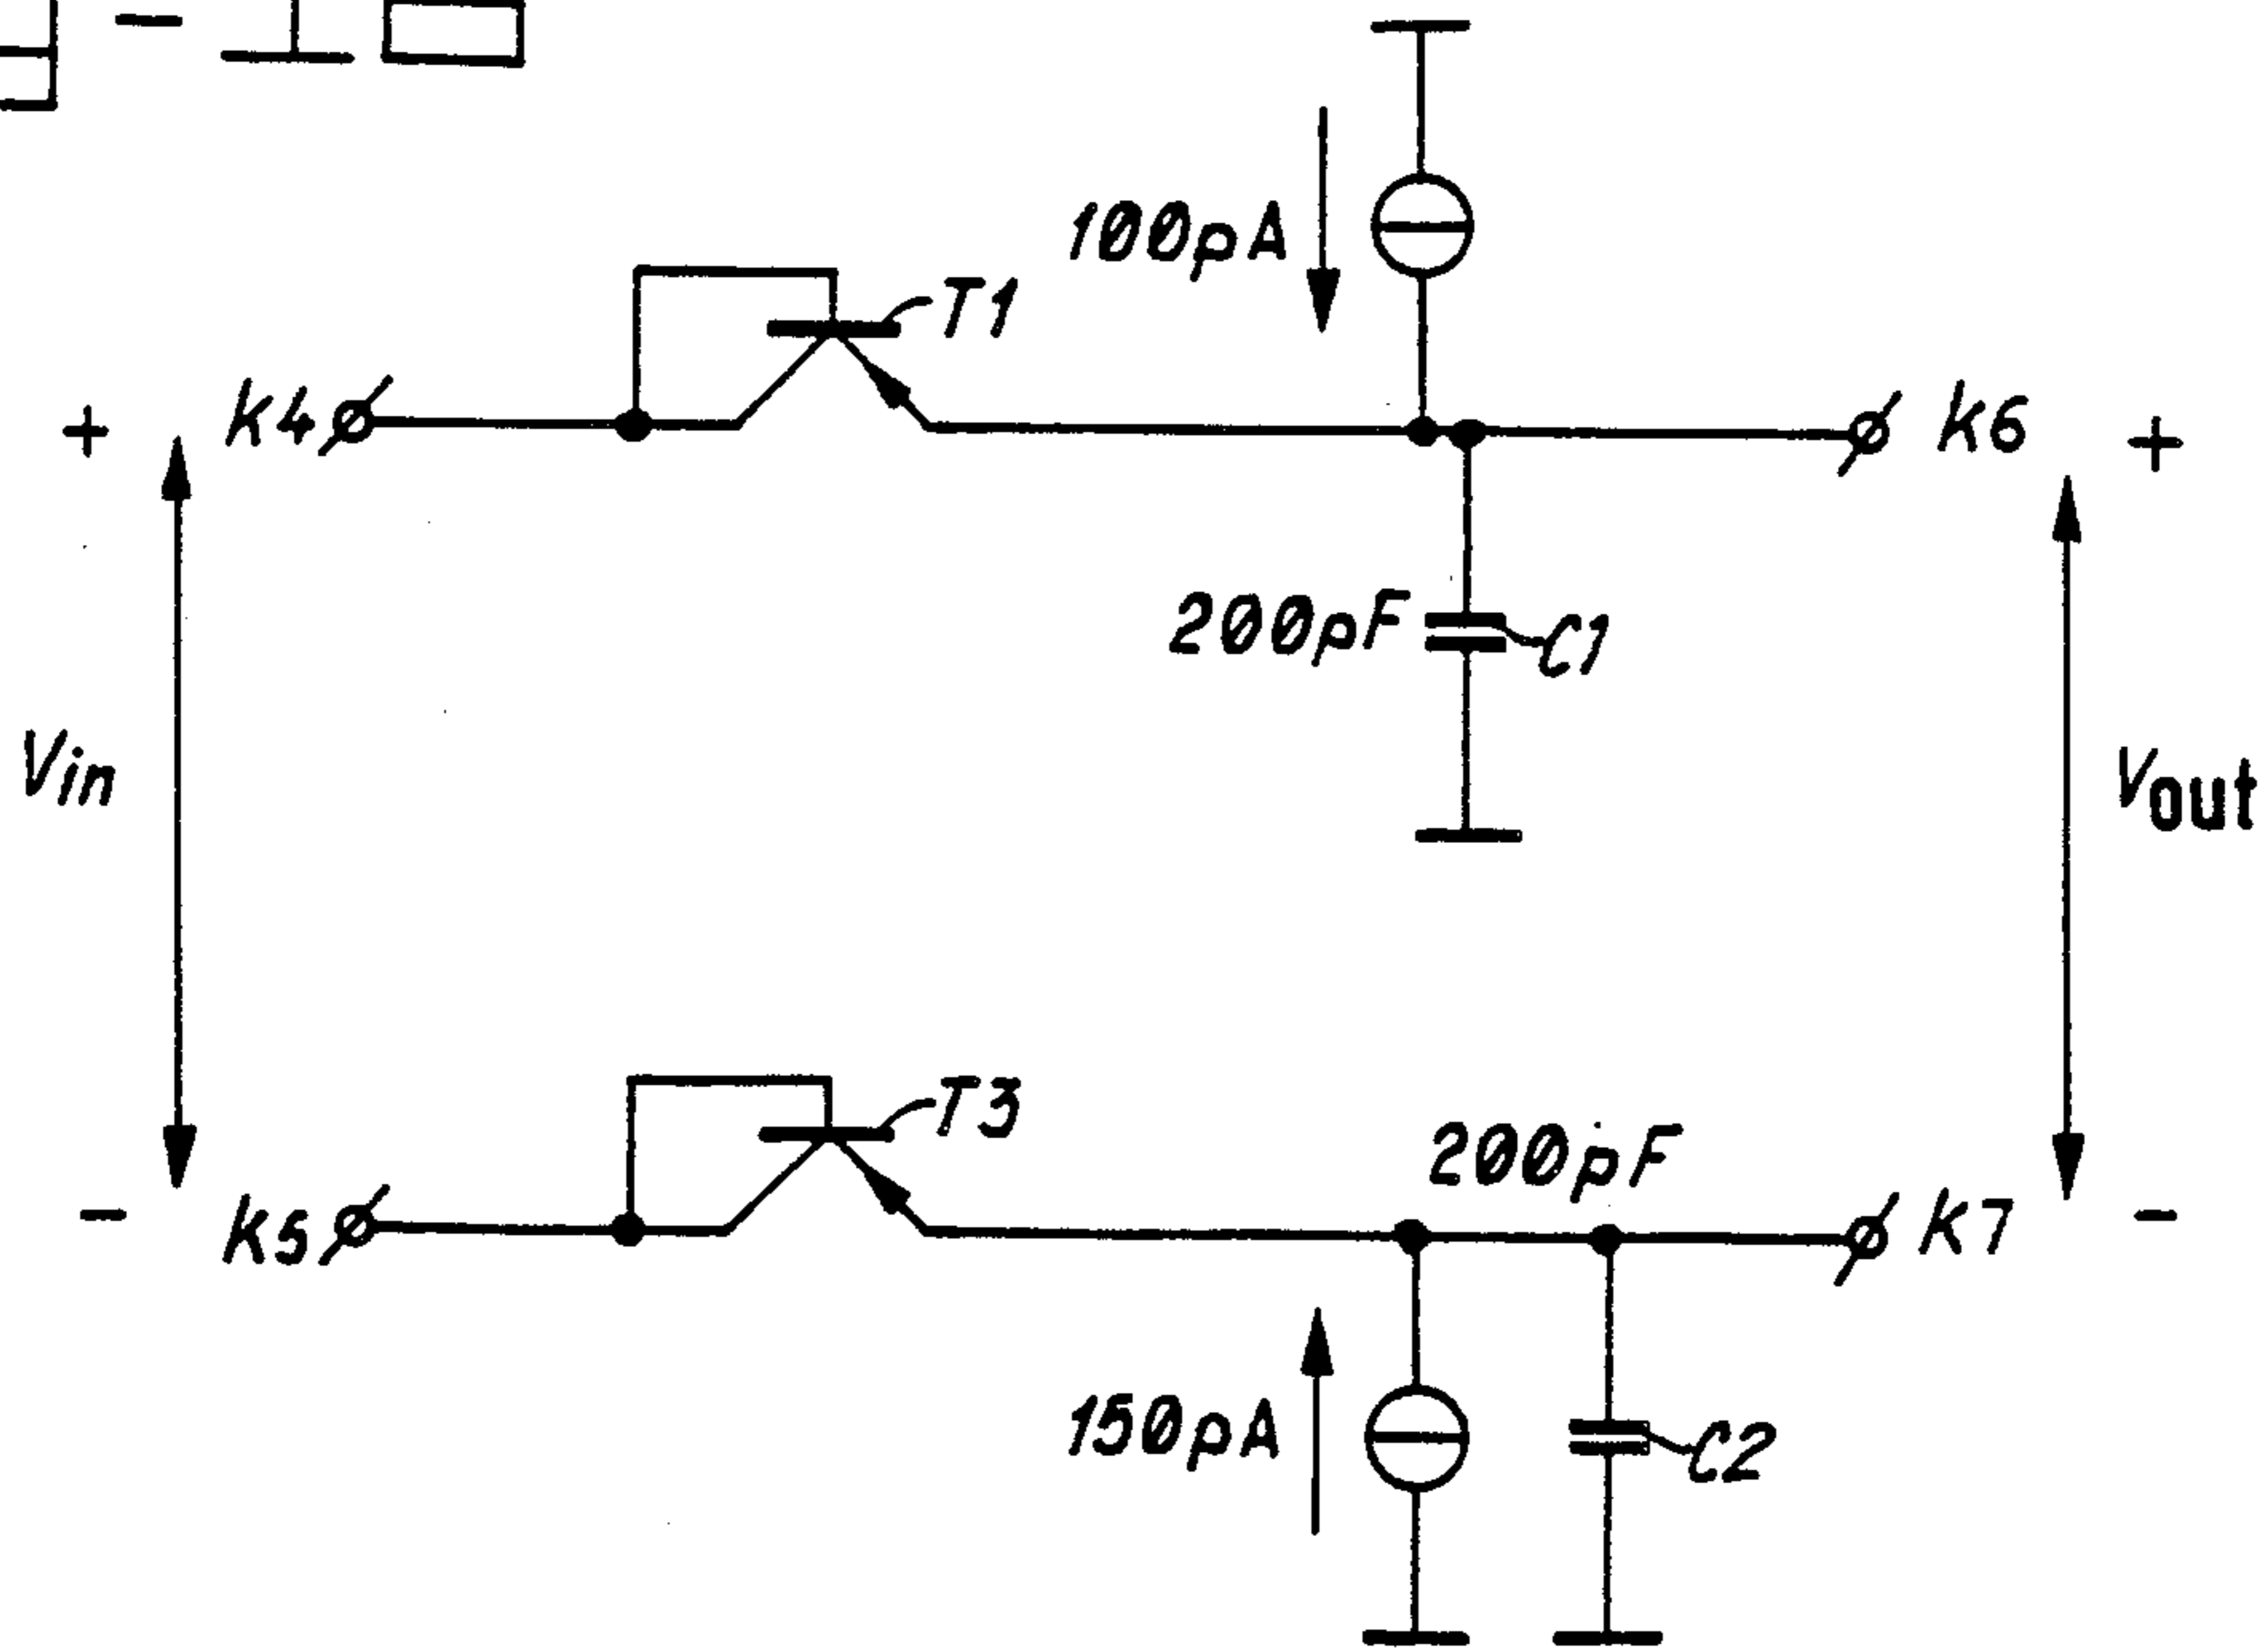 100pA
T1
+ K4 K6 +
200pF C1
Vin Vout
T3
200pF
- K5 K7 -
150pA C2